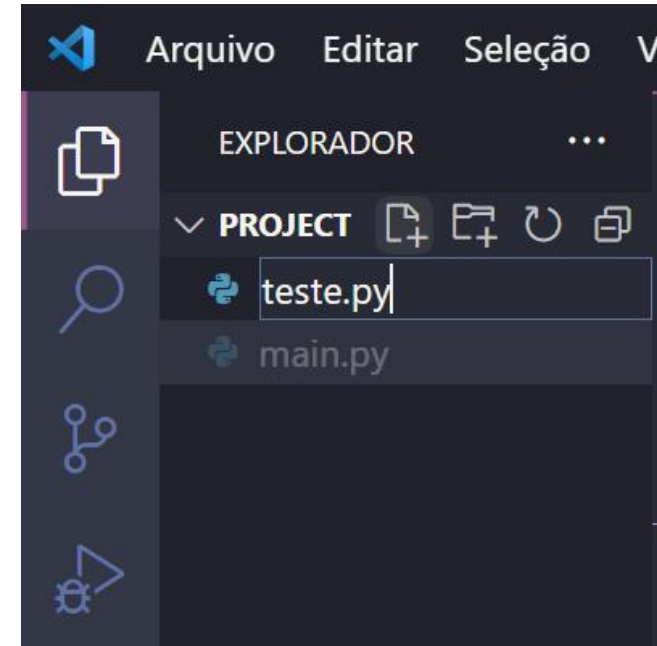 Arquivo Editar Seleção V
EXPLORADOR ...
PROJECT
teste.py
main.py